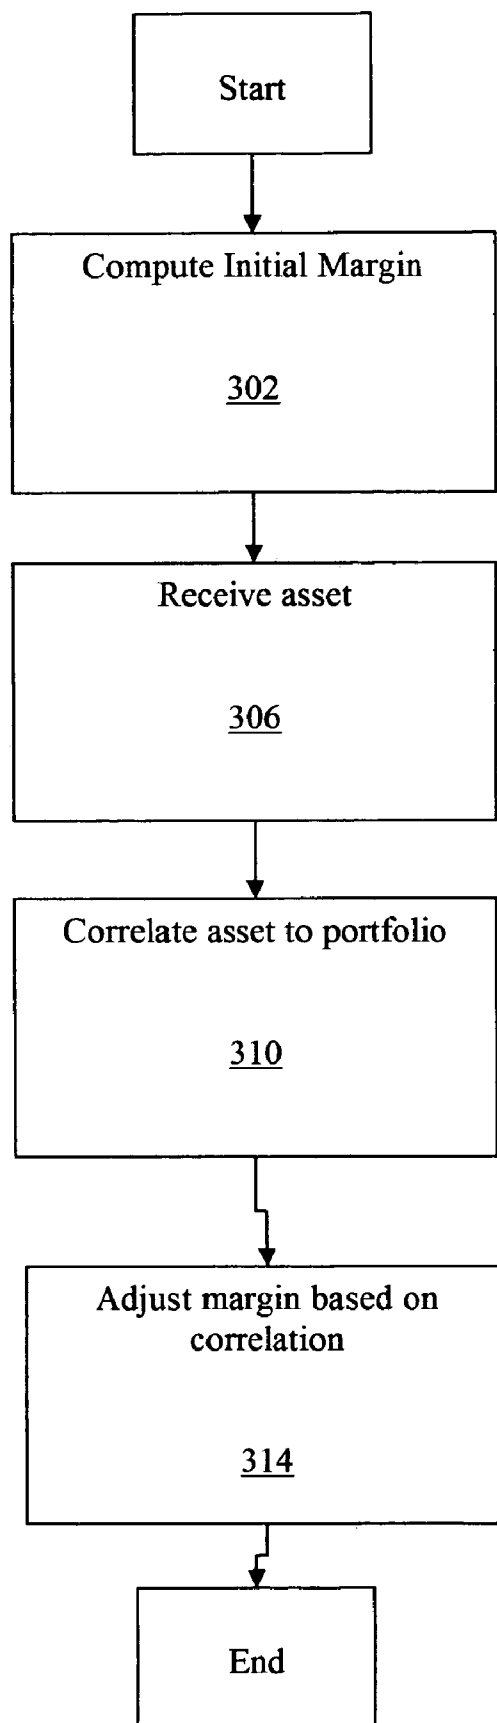 Start
Compute Initial Margin
302
Receive asset
306
Correlate asset to portfolio
310
Adjust margin based on
correlation
314
End